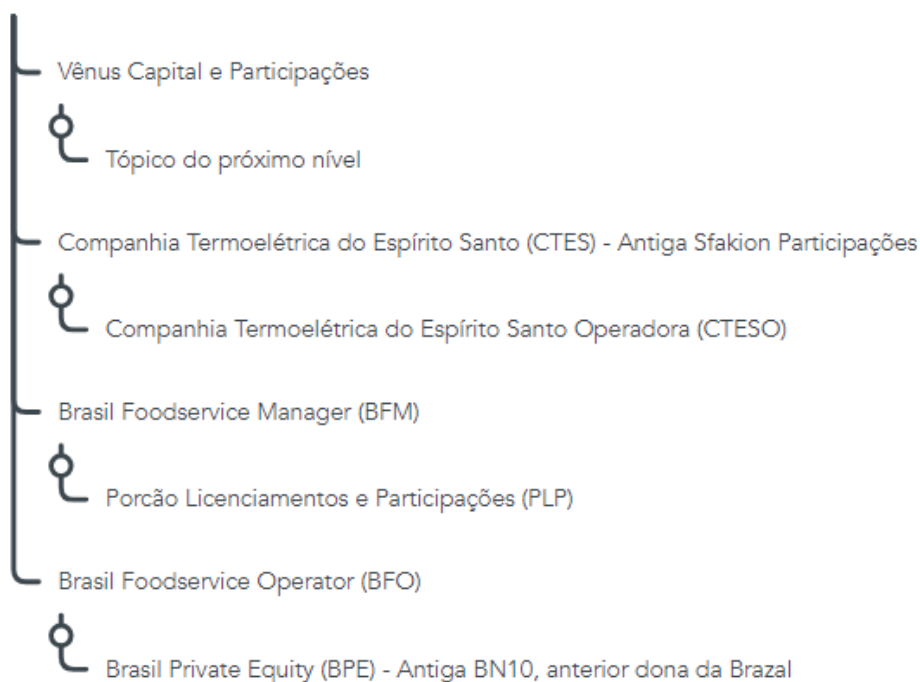 Vênus Capital e Participações
Tópico do próximo nível
Companhia Termoelétrica do Espírito Santo (CTES) - Antiga Sfakion Participações
Companhia Termoelétrica do Espírito Santo Operadora (CTESO)
Brasil Foodservice Manager (BFM)
Porcão Licenciamentos e Participações (PLP)
Brasil Foodservice Operator (BFO)
Brasil Private Equity (BPE) - Antiga BN10, anterior dona da Brazal